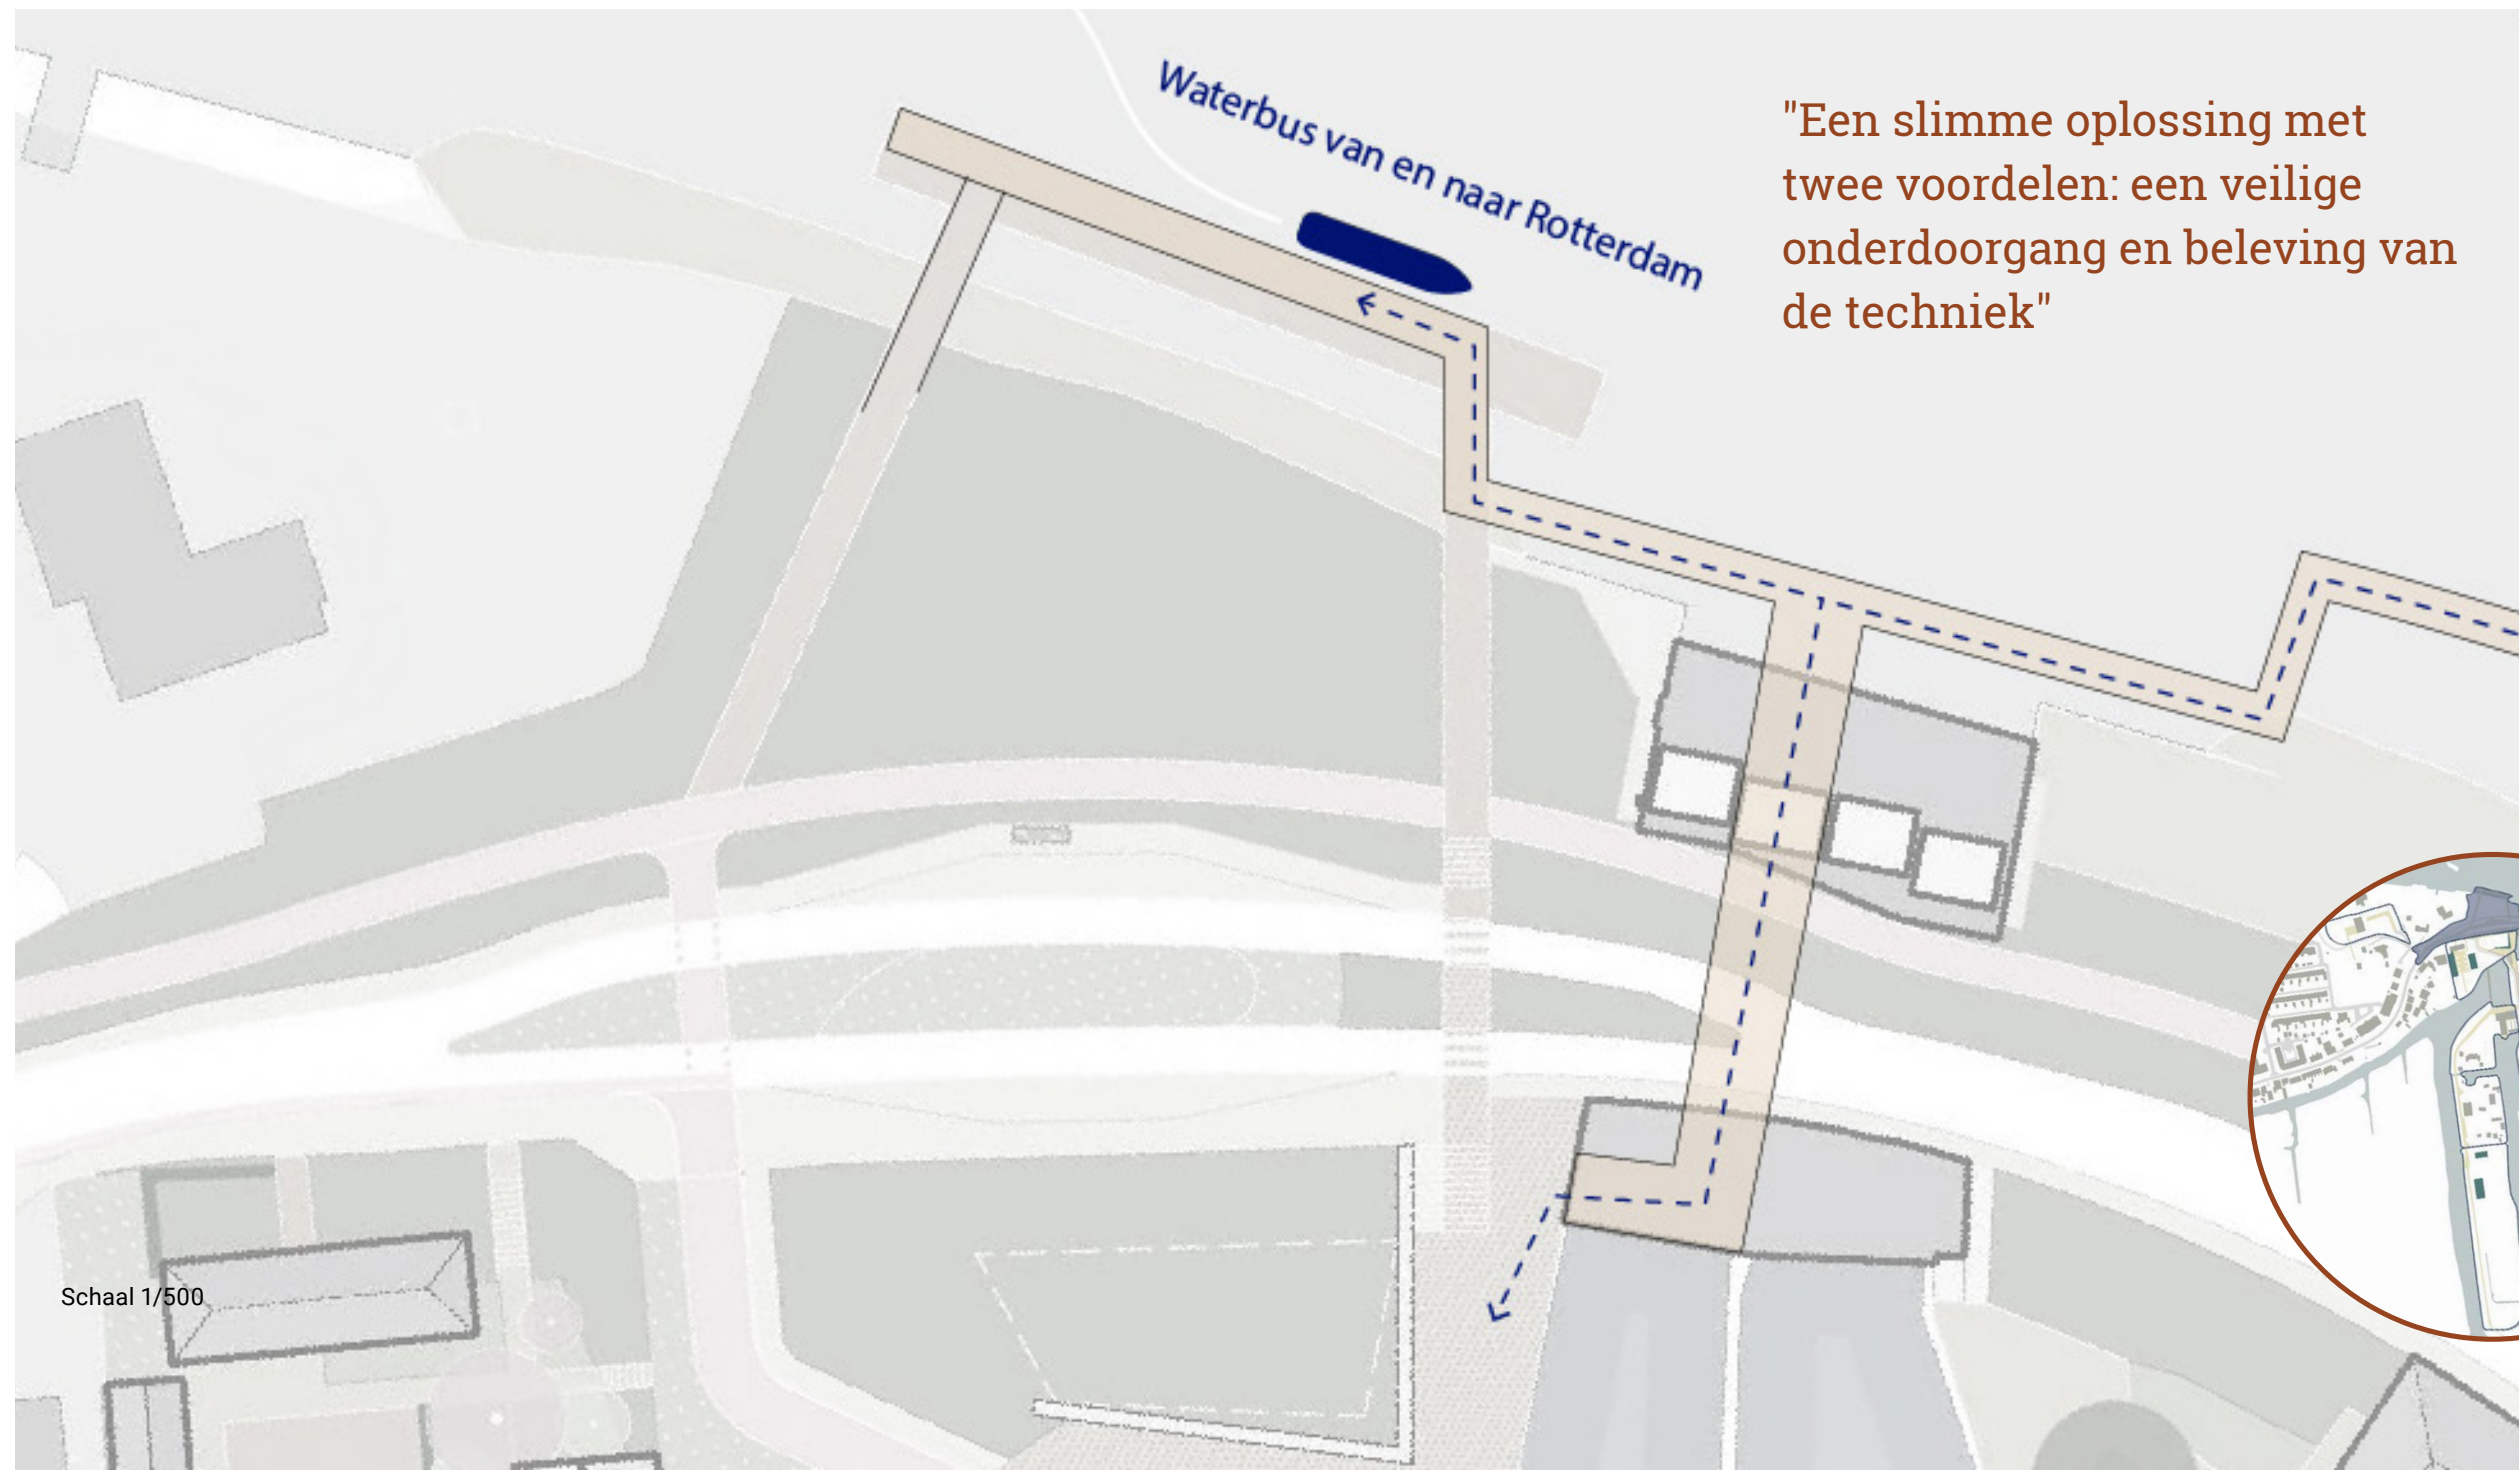 Waterbus van en naar Rotterdam
"Een slimme oplossing met
twee voordelen: een veilige
onderdoorgang en beleving van
de techniek"
Schaal 1/500